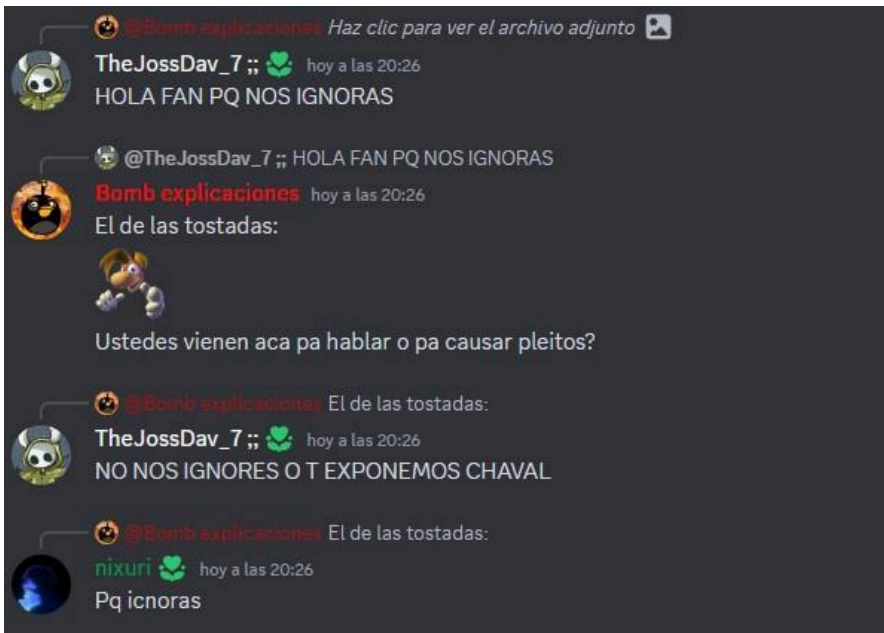 @Bomb explicaciones Haz clic para ver el archivo adjunto
TheJossDav_7 ;; hoy a las 20:26
HOLA FAN PQ NOS IGNORAS
@TheJossDav_7 ;; HOLA FAN PQ NOS IGNORAS
Bomb explicaciones hoy a las 20:26
El de las tostadas:
Ustedes vienen aca pa hablar o pa causar pleitos?
@Bomb explicaciones El de las tostadas:
TheJossDav_7 ;; hoy a las 20:26
NO NOS IGNORES O T EXPONEMOS CHAVAL
@Bomb explicaciones El de las tostadas:
nixuri hoy a las 20:26
Pq icnoras